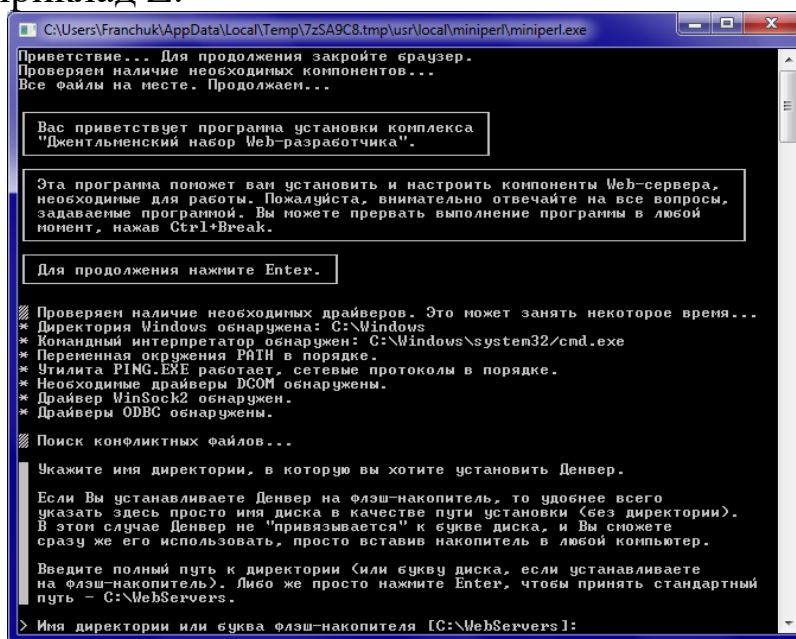 приклад 2.
C:\Users\Franchuk\AppData\Local\Temp\7zSA9C8.tmp\usr\local\miniperl\miniperl.exe
Приветствие... Для продолжения закройте браузер.
Проверяем наличие необходимых компонентов...
Все файлы на месте. Продолжаем...
Вас приветствует программа установки комплекса
"Джентльменский набор Web-разработчика".
Эта программа поможет вам установить и настроить компоненты Web-сервера,
необходимые для работы. Пожалуйста, внимательно отвечайте на все вопросы,
задаваемые программой. Вы можете прервать выполнение программы в любой
момент, нажав Ctrl+Break.
Для продолжения нажмите Enter.
Проверяем наличие необходимых драйверов. Это может занять некоторое время...
* Директория Windows обнаружена: C:\Windows
* Командный интерпретатор обнаружен: C:\Windows\system32/cmd.exe
* Переменная окружения PATH в порядке.
* Утилита PING.EXE работает, сетевые протоколы в порядке.
* Необходимые драйверы DCOM обнаружены.
* Драйвер WinSock2 обнаружен.
* Драйверы ODBC обнаружены.
Поиск конфликтных файлов...
Укажите имя директории, в которую вы хотите установить Денвер.
Если Вы устанавливаете Денвер на флэш-накопитель, то удобнее всего
указать здесь просто имя диска в качестве пути установки (без директории).
В этом случае Денвер не "привязывается" к букве диска, и Вы сможете
сразу же его использовать, просто вставив накопитель в любой компьютер.
Введите полный путь к директории (или букву диска, если устанавливаете
на флэш-накопитель). Либо же просто нажмите Enter, чтобы принять стандартный
путь - C:\WebServers.
> Имя директории или буква флэш-накопителя [C:\WebServers]: